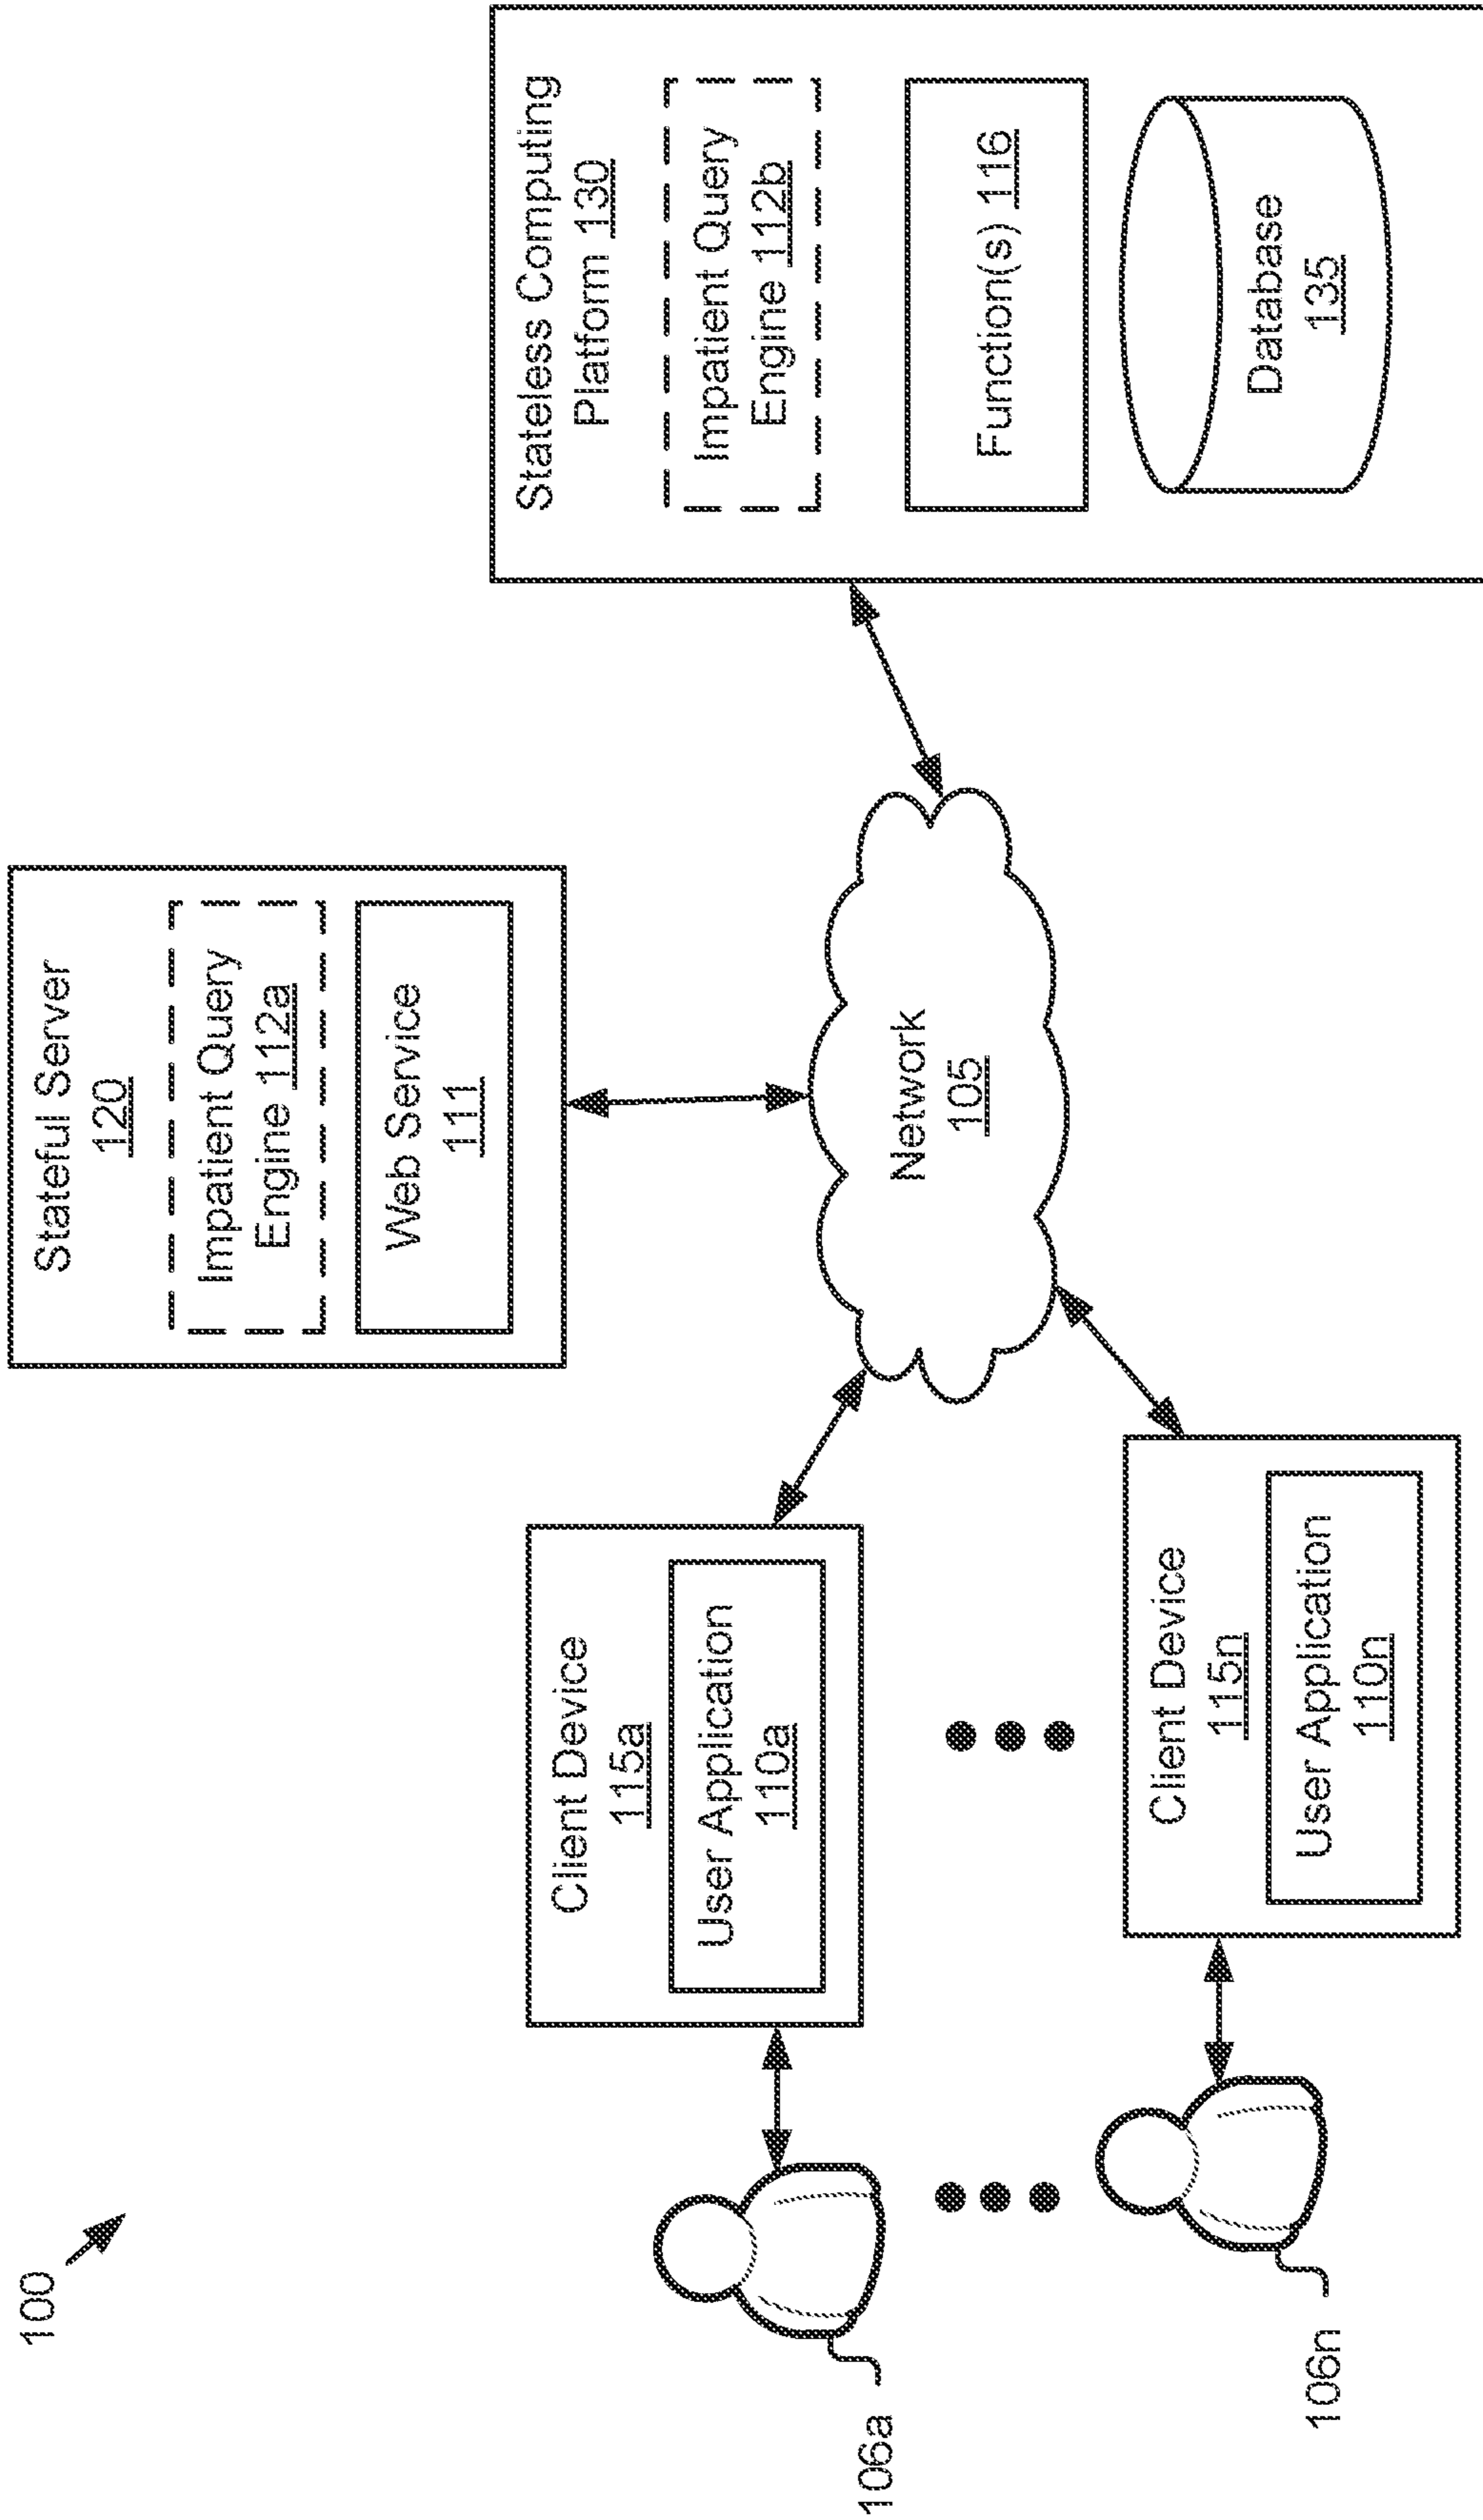 100
Stateful Server
120
Impatient Query
Engine 112a
Web Service
111
Stateless Computing
Platform 130
Impatient Query
Engine 112b
Function(s) 116
Database
135
Network
105
Client Device
115a
User Application
110a
Client Device
115n
User Application
110n
106a
106n